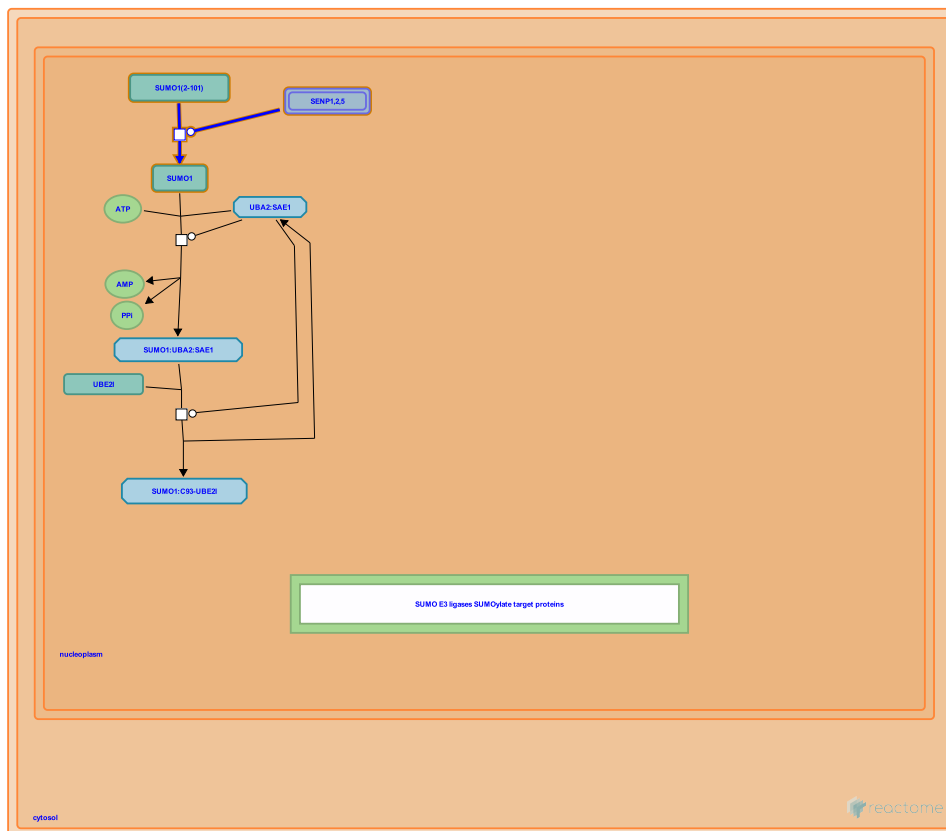 SUMO1(2-101)
SENP1,2,5
SUMO1
ATP
UBA2:SAE1
AMP
PPi
SUMO1:UBA2:SAE1
UBE2I
SUMO1:C93-UBE2I
SUMO E3 ligases SUMOylate target proteins
nucleoplasm
reactome
cytosol